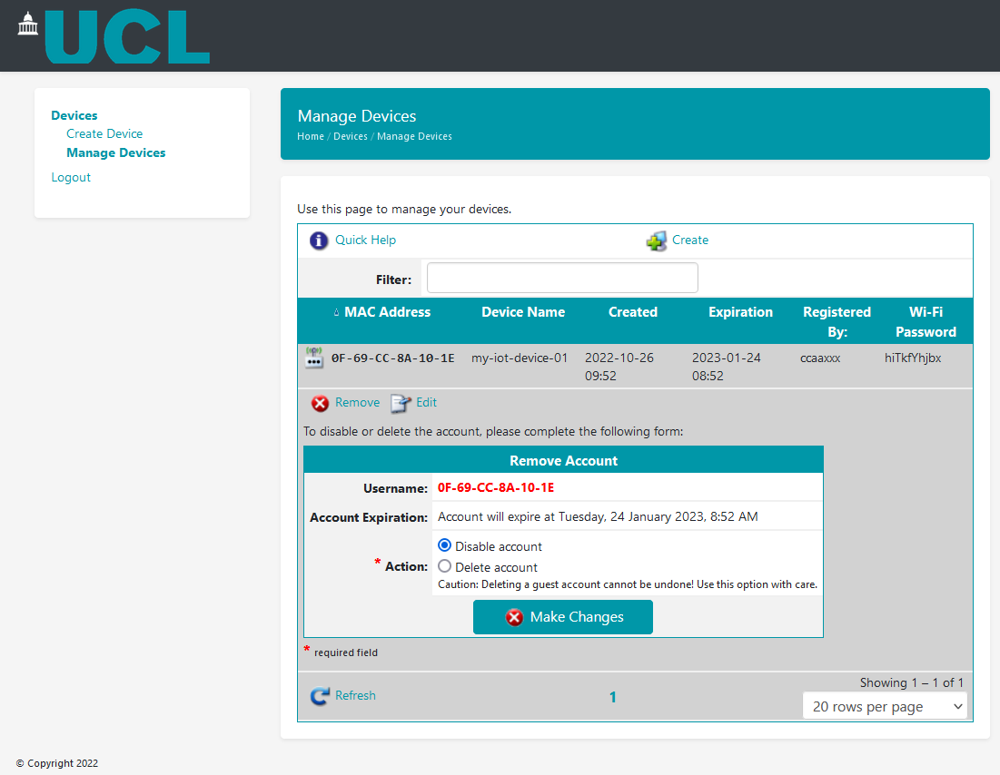 UCL
Devices
Create Device
Manage Devices
Logout
Manage Devices
Home / Devices / Manage Devices
Use this page to manage your devices.
Quick Help
Create
Filter:
MAC Address Device Name Created Expiration Registered By: Wi-Fi Password
0F-69-CC-8A-10-1E my-iot-device-01 2022-10-26 09:52 2023-01-24 08:52 ccaaxxx hiTkfYhjbx
Remove Edit
To disable or delete the account, please complete the following form:
Remove Account
Username: 0F-69-CC-8A-10-1E
Account Expiration: Account will expire at Tuesday, 24 January 2023, 8:52 AM
* Action:
Disable account
Delete account
Caution: Deleting a guest account cannot be undone! Use this option with care.
Make Changes
* required field
Refresh
1
Showing 1 – 1 of 1
20 rows per page
© Copyright 2022